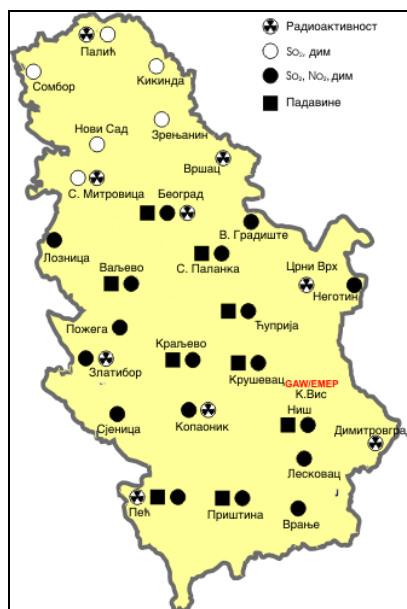 Радиоактивност
So₂, дим
So₂, No₂, дим
Падавине
Палић
Сомбор
Кикинда
Нови Сад
Зрењанин
Вршац
С. Митровица
Београд
В. Градиште
Лозница
Ваљево
С. Паланка
Црни Врх
Неготин
Пожега
Ћуприја
Краљево
Златибор
Крушевац
GAW/EMEP
К.Вис
Сјеница
Копаоник
Ниш
Димитровград
Лесковац
Пећ
Приштина
Врање